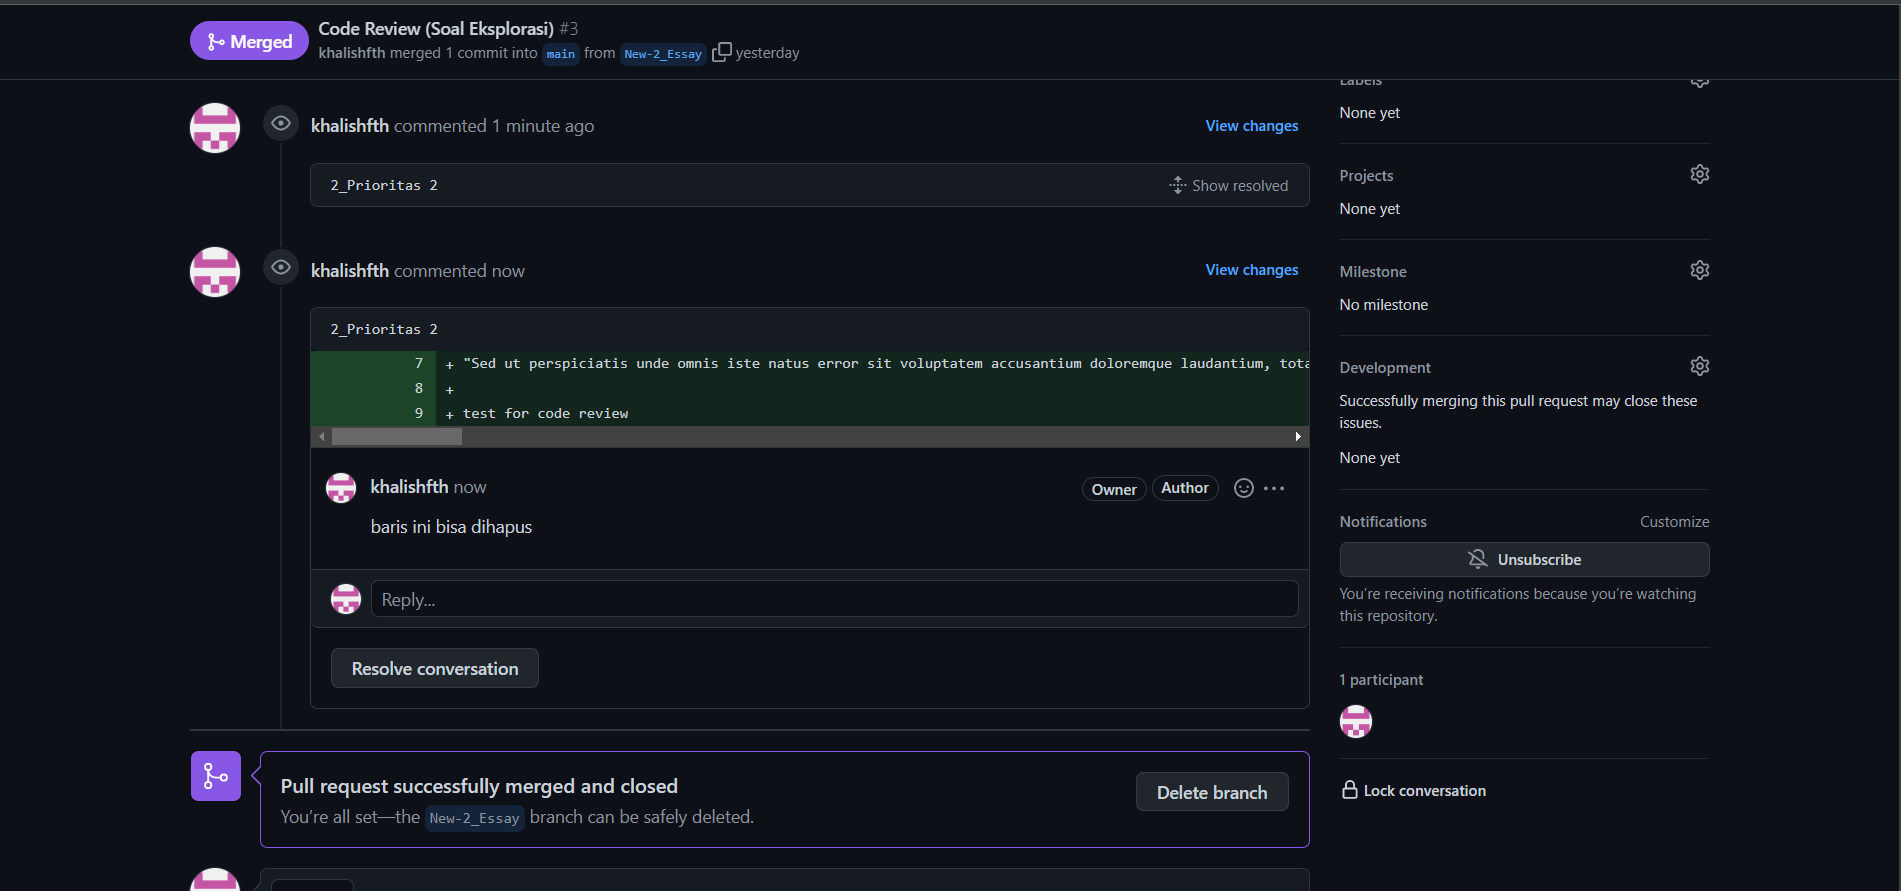 Merged
Code Review (Soal Eksplorasi) #3
khalishfth merged 1 commit into main from New-2_Essay yesterday
khalishfth commented 1 minute ago
View changes
2_Prioritas 2
Show resolved
khalishfth commented now
View changes
2_Prioritas 2
7 + "Sed ut perspiciatis unde omnis iste natus error sit voluptatem accusantium doloremque laudantium, tota
8 +
9 + test for code review
khalishfth now
Owner
Author
baris ini bisa dihapus
Reply...
Resolve conversation
Pull request successfully merged and closed
You're all set—the New-2_Essay branch can be safely deleted.
Delete branch
Labels
None yet
Projects
None yet
Milestone
No milestone
Development
Successfully merging this pull request may close these
issues.
None yet
Notifications
Customize
Unsubscribe
You're receiving notifications because you're watching
this repository.
1 participant
Lock conversation